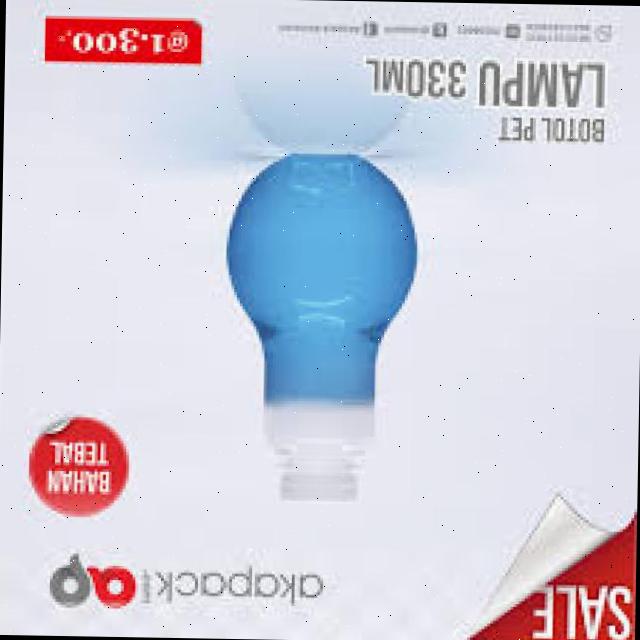 SALE
akapack
BAHAN
TEBAL
BOTOL PET
LAMPU 330ML
@1.300,-